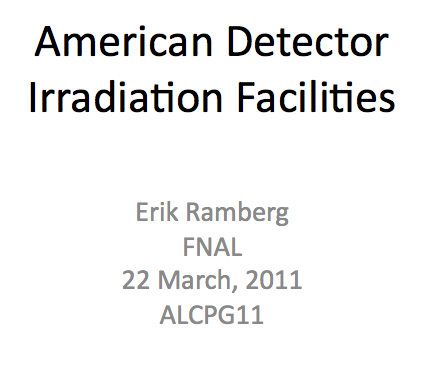 American Detector
Irradiation Facilities
Erik Ramberg
FNAL
22 March, 2011
ALCPG11